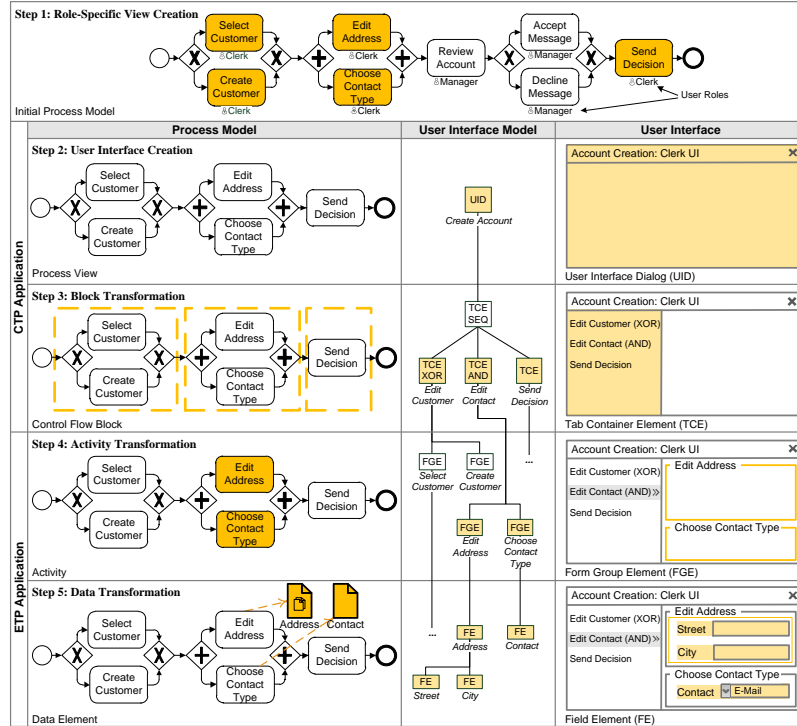 Step 1: Role-Specific View Creation
Select
Customer
Clerk
Create
Customer
Clerk
Edit
Address
Clerk
Choose
Contact
Type
Clerk
Review
Account
Manager
Accept
Message
Manager
Decline
Message
Manager
Send
Decision
Clerk
User Roles
Initial Process Model
Process Model
User Interface Model
User Interface
CTP Application
Step 2: User Interface Creation
Select
Customer
Create
Customer
Edit
Address
Choose
Contact
Type
Send
Decision
Process View
UID
Create Account
Account Creation: Clerk UI
User Interface Dialog (UID)
Step 3: Block Transformation
Select
Customer
Create
Customer
Edit
Address
Choose
Contact
Type
Send
Decision
Control Flow Block
TCE
SEQ
TCE
XOR
Edit
Customer
TCE
AND
Edit
Contact
TCE
Send
Decision
Account Creation: Clerk UI
Edit Customer (XOR)
Edit Contact (AND)
Send Decision
Tab Container Element (TCE)
ETP Application
Step 4: Activity Transformation
Select
Customer
Create
Customer
Edit
Address
Choose
Contact
Type
Send
Decision
Activity
FGE
Select
Customer
FGE
Create
Customer
...
FGE
Edit
Address
FGE
Choose
Contact
Type
Account Creation: Clerk UI
Edit Customer (XOR)
Edit Contact (AND) »
Send Decision
Edit Address
Choose Contact Type
Form Group Element (FGE)
Step 5: Data Transformation
Select
Customer
Create
Customer
Edit
Address
Choose
Contact
Type
Send
Decision
Address
Contact
Data Element
...
FE
Address
FE
Contact
FE
Street
FE
City
Account Creation: Clerk UI
Edit Customer (XOR)
Edit Contact (AND) »
Send Decision
Edit Address
Street
City
Choose Contact Type
Contact
E-Mail
Field Element (FE)